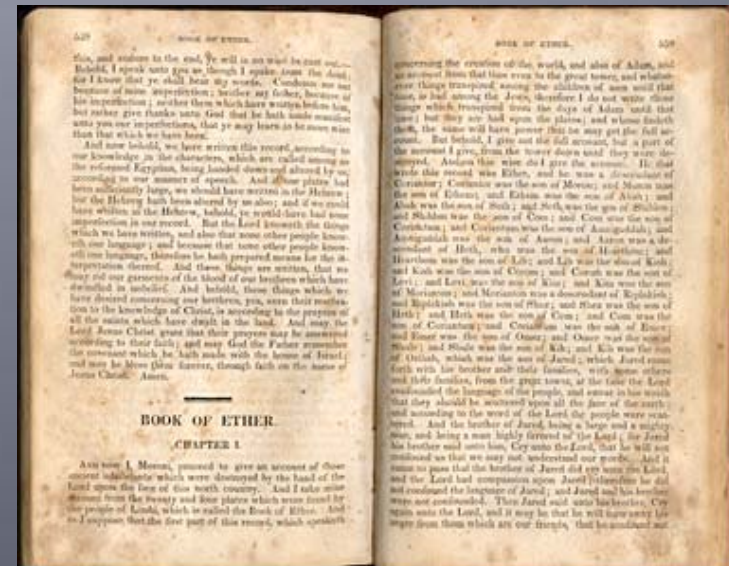 538
BOOK OF ETHER.
this, and endure to the end, ye will in no wise be cast out.—
Behold, I speak unto you as though I spake from the dead;
for I know that ye shall hear my words. Condemn me not
because of mine imperfection; neither my father, because of
his imperfection; neither them which have written before him,
but rather give thanks unto God that he hath made manifest
unto you our imperfections, that ye may learn to be more wise
than that which we have been.
And now behold, we have written this record according to
our knowledge in the characters, which are called among us
the reformed Egyptian, being handed down and altered by us,
according to our manner of speech. And if our plates had
been sufficiently large, we should have written in the Hebrew:
but the Hebrew hath been altered by us also; and if we could
have written in the Hebrew, behold, ye would have had none
imperfection in our record. But the Lord knoweth the things
which we have written, and also that none other people know-
eth our language; and because that none other people know-
eth our language, therefore he hath prepared means for the in-
terpretation thereof. And these things are written, that we
may rid our garments of the blood of our brethren which have
dwindled in unbelief. And behold, these things which we
have desired concerning our brethren, yea, even their restora-
tion to the knowledge of Christ, is according to the prayers of
all the saints which have dwelt in the land. And may the
Lord Jesus Christ grant that their prayers may be answered
according to their faith; and may God the Father remember
the covenant which he hath made with the house of Israel;
and may he bless them forever, through faith on the name of
Jesus Christ. Amen.
BOOK OF ETHER.
CHAPTER I.
AND now I, Moroni, proceed to give an account of those
ancient inhabitants which were destroyed by the hand of the
Lord upon the face of this north country. And I take mine
account from the twenty and four plates which were found by
the people of Limhi, which is called the Book of Ether. And
as I suppose that the first part of this record, which speaketh
BOOK OF ETHER.
539
concerning the creation of the world, and also of Adam, and
an account from that time even to the great tower, and whatso-
ever things transpired among the children of men until that
time, is had among the Jews, therefore I do not write those
things which transpired from the days of Adam until that
time; but they are had upon the plates; and whoso findeth
them, the same will have power that he may get the full ac-
count. But behold, I give not the full account, but a part of
the account I give, from the tower down until they were de-
stroyed. And on this wise do I give the account. He that
wrote this record was Ether, and he was a descendant of
Coriantor; Coriantor was the son of Moron; and Moron was
the son of Ethem; and Ethem was the son of Ahah; and
Ahah was the son of Seth; and Seth was the son of Shiblon;
and Shiblon was the son of Com; and Com was the son of
Coriantum; and Coriantum was the son of Amnigaddah; and
Amnigaddah was the son of Aaron; and Aaron was a de-
scendant of Heth, who was the son of Hearthom; and
Hearthom was the son of Lib; and Lib was the son of Kish;
and Kish was the son of Corom; and Corom was the son of
Levi; and Levi was the son of Kim; and Kim was the son
of Morianton; and Morianton was a descendant of Riplakish;
and Riplakish was the son of Shez; and Shez was the son of
Heth; and Heth was the son of Com; and Com was the
son of Coriantum; and Coriantum was the son of Emer;
and Emer was the son of Omer; and Omer was the son of
Shule; and Shule was the son of Kib; and Kib was the son
of Orihah, which was the son of Jared; which Jared came
forth with his brother and their families, with some others
and their families, from the great tower, at the time the Lord
confounded the language of the people, and sware in his wrath
that they should be scattered upon all the face of the earth;
and according to the word of the Lord the people were scat-
tered. And the brother of Jared, being a large and a mighty
man, and being a man highly favored of the Lord; for Jared
his brother said unto him, Cry unto the Lord, that he will not
confound us that we may not understand our words. And it
came to pass that the brother of Jared did cry unto the Lord,
and the Lord had compassion upon Jared; therefore he did
not confound the language of Jared; and Jared and his brother
were not confounded. Then Jared said unto his brother, Cry
again unto the Lord, and it may be that he will turn away his
anger from them which are our friends, that he confound not